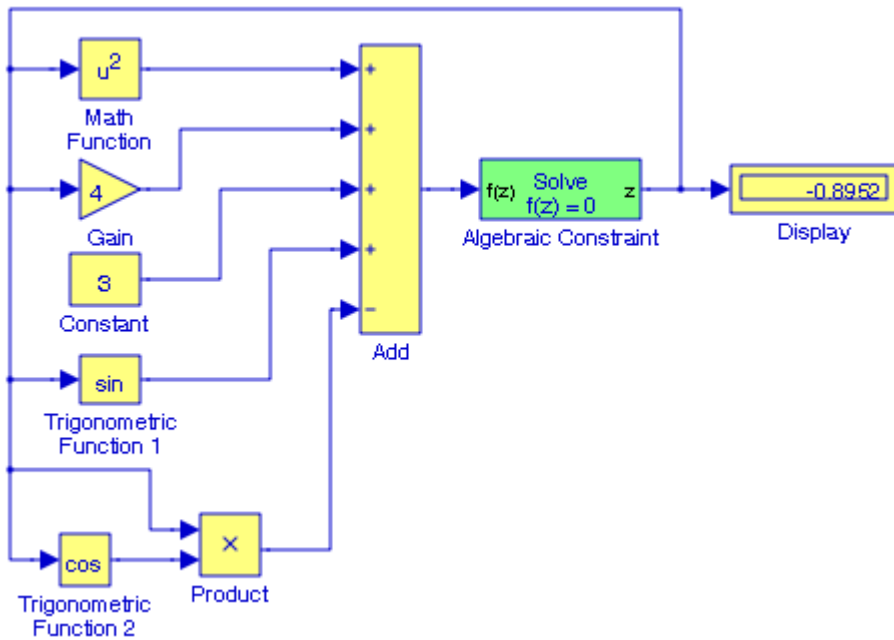 u²
Math
Function
4
Gain
3
Constant
sin
Trigonometric
Function 1
cos
Trigonometric
Function 2
×
Product
+
+
+
+
−
Add
f(z)
Solve
f(z) = 0
z
Algebraic Constraint
-0.8952
Display